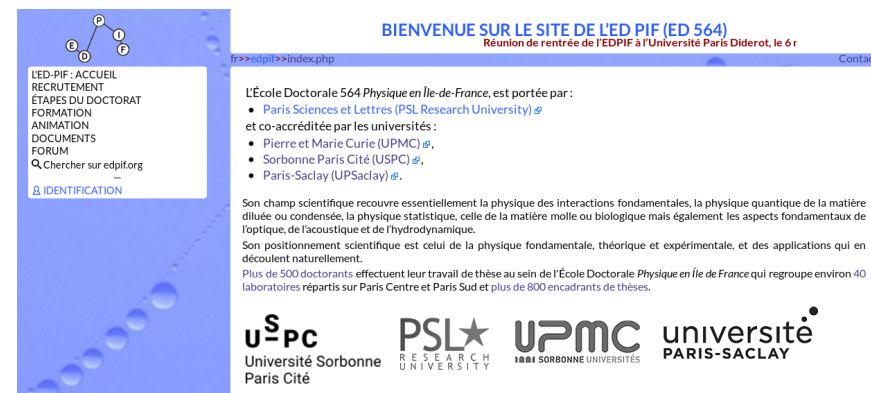 P
I
E
D
F
BIENVENUE SUR LE SITE DE L'ED PIF (ED 564)
Réunion de rentrée de l'EDPIF à l'Université Paris Diderot, le 6
fr>>edpif>>index.php
L'ED-PIF : ACCUEIL
RECRUTEMENT
ÉTAPES DU DOCTORAT
FORMATION
ANIMATION
DOCUMENTS
FORUM
Chercher sur edpif.org
–
IDENTIFICATION
L'École Doctorale 564 Physique en Île-de-France, est portée par :
• Paris Sciences et Lettres (PSL Research University)
et co-accréditée par les universités :
• Pierre et Marie Curie (UPMC) ,
• Sorbonne Paris Cité (USPC) ,
• Paris-Saclay (UPSaclay) .
Son champ scientifique recouvre essentiellement la physique des interactions fondamentales, la physique quantique de la matière
diluée ou condensée, la physique statistique, celle de la matière molle ou biologique mais également les aspects fondamentaux de
l'optique, de l'acoustique et de l'hydrodynamique.
Son positionnement scientifique est celui de la physique fondamentale, théorique et expérimentale, et des applications qui en
découlent naturellement.
Plus de 500 doctorants effectuent leur travail de thèse au sein de l'École Doctorale Physique en Île de France qui regroupe environ 40
laboratoires répartis sur Paris Centre et Paris Sud et plus de 800 encadrants de thèses.
USPC
Université Sorbonne
Paris Cité
PSL
RESEARCH
UNIVERSITY
UPMC
SORBONNE UNIVERSITÉS
université
PARIS-SACLAY